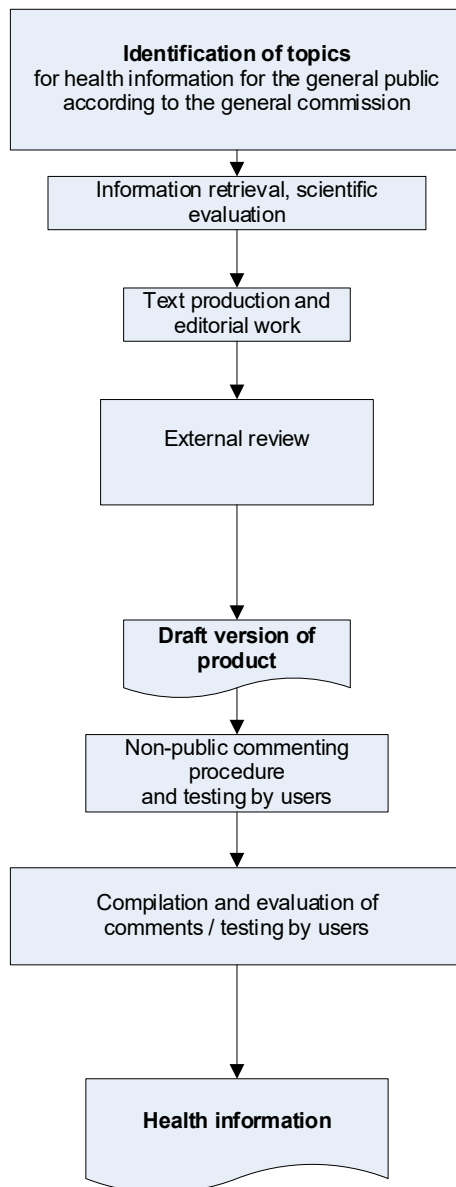 Identification of topics
for health information for the general public
according to the general commission
Information retrieval, scientific
evaluation
Text production and
editorial work
External review
Draft version of
product
Non-public commenting
procedure
and testing by users
Compilation and evaluation of
comments / testing by users
Health information